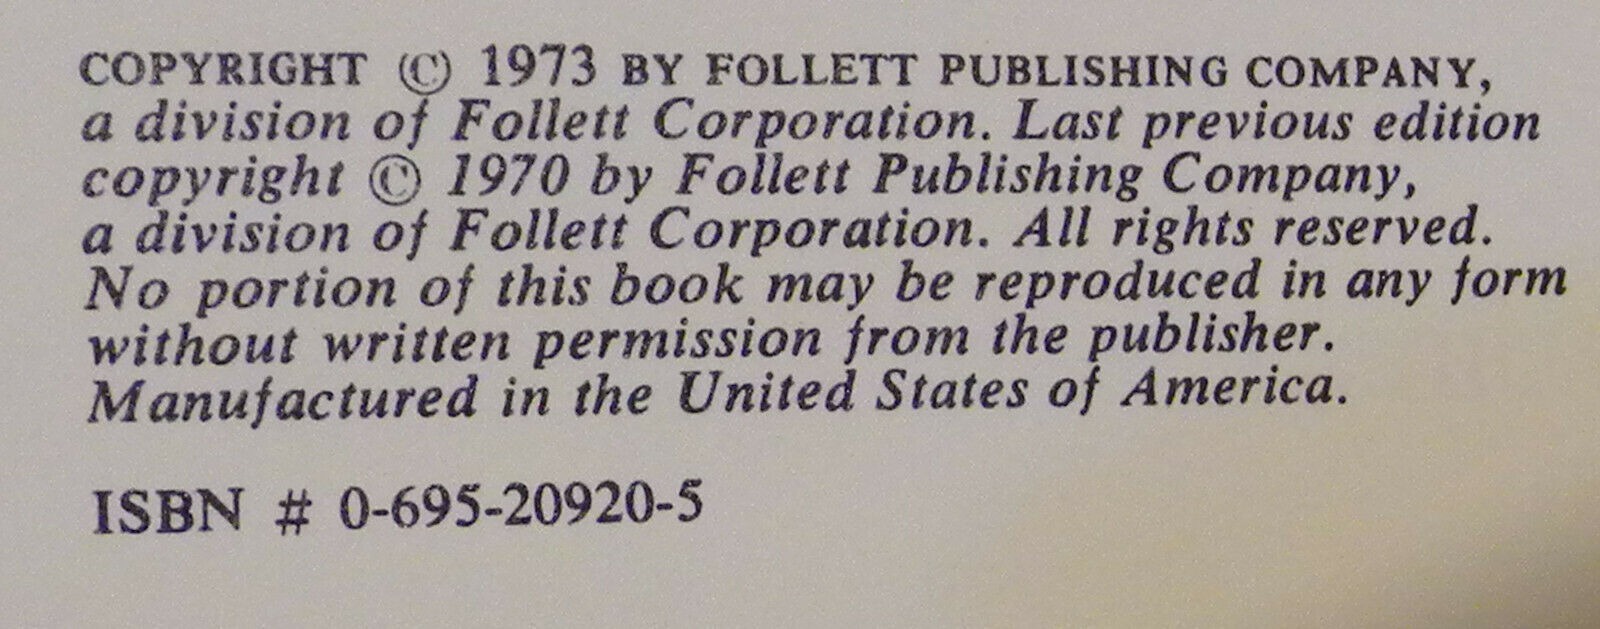 COPYRIGHT © 1973 BY FOLLETT PUBLISHING COMPANY,
a division of Follett Corporation. Last previous edition
copyright © 1970 by Follett Publishing Company,
a division of Follett Corporation. All rights reserved.
No portion of this book may be reproduced in any form
without written permission from the publisher.
Manufactured in the United States of America.
ISBN # 0-695-20920-5